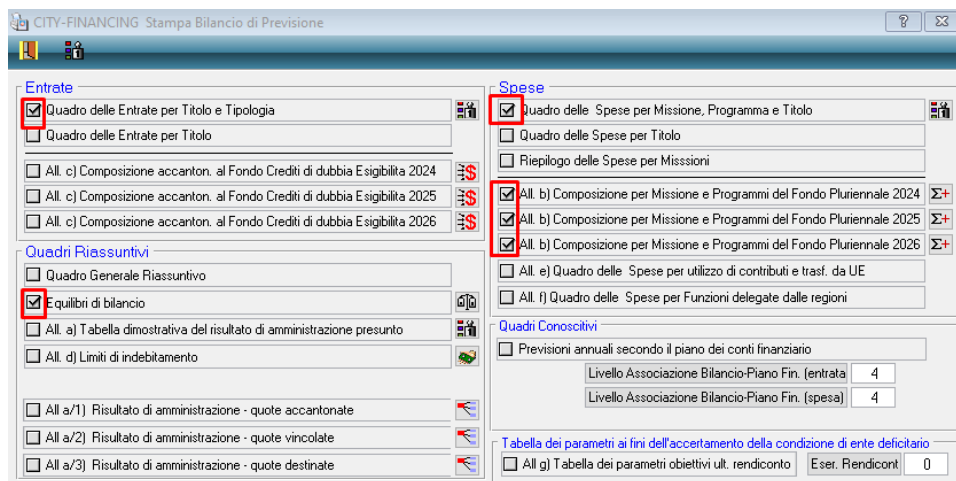 CITY-FINANCING Stampa Bilancio di Previsione
Entrate
Quadro delle Entrate per Titolo e Tipologia
Quadro delle Entrate per Titolo
All. c) Composizione accanton. al Fondo Crediti di dubbia Esigibilita 2024
All. c) Composizione accanton. al Fondo Crediti di dubbia Esigibilita 2025
All. c) Composizione accanton. al Fondo Crediti di dubbia Esigibilita 2026
Quadri Riassuntivi
Quadro Generale Riassuntivo
Equilibri di bilancio
All. a) Tabella dimostrativa del risultato di amministrazione presunto
All. d) Limiti di indebitamento
All a/1) Risultato di amministrazione - quote accantonate
All a/2) Risultato di amministrazione - quote vincolate
All a/3) Risultato di amministrazione - quote destinate
Spese
Quadro delle Spese per Missione, Programma e Titolo
Quadro delle Spese per Titolo
Riepilogo delle Spese per Misssioni
All. b) Composizione per Missione e Programmi del Fondo Pluriennale 2024 Σ+
All. b) Composizione per Missione e Programmi del Fondo Pluriennale 2025 Σ+
All. b) Composizione per Missione e Programmi del Fondo Pluriennale 2026 Σ+
All. e) Quadro delle Spese per utilizzo di contributi e trasf. da UE
All. f) Quadro delle Spese per Funzioni delegate dalle regioni
Quadri Conoscitivi
Previsioni annuali secondo il piano dei conti finanziario
Livello Associazione Bilancio-Piano Fin. (entrata 4
Livello Associazione Bilancio-Piano Fin. (spesa) 4
Tabella dei parametri ai fini dell'accertamento della condizione di ente deficitario
All g) Tabella dei parametri obiettivi ult. rendiconto Eser. Rendicont 0